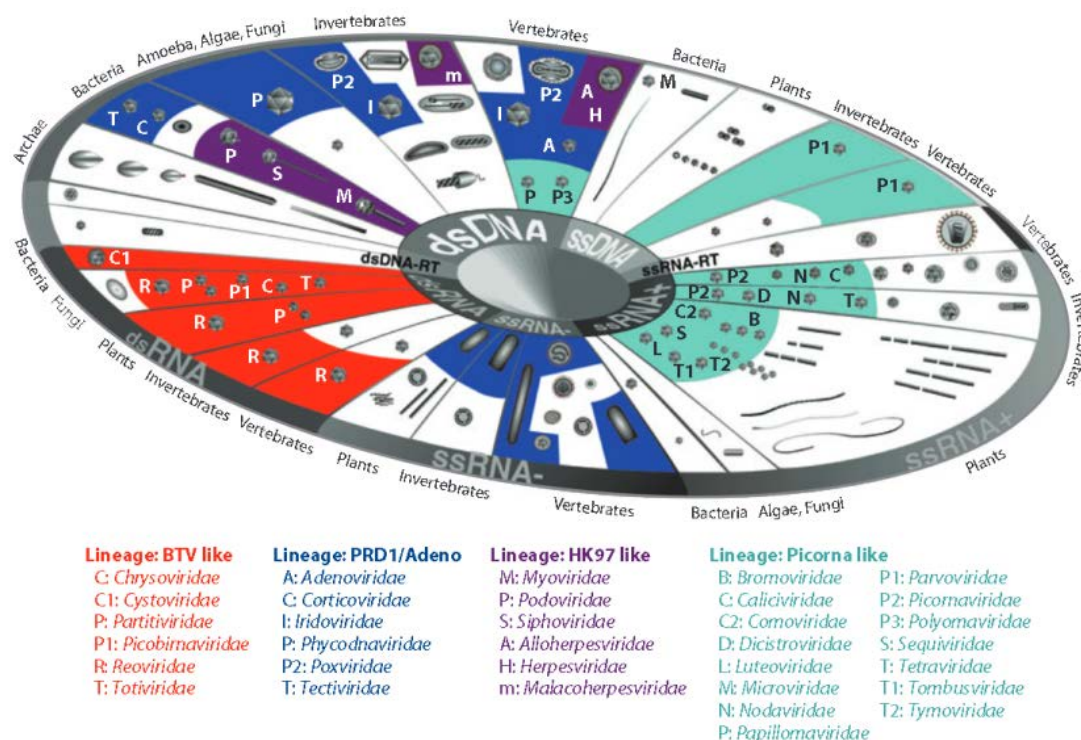 Bacteria Amoeba, Algae, Fungi Invertebrates
Vertebrates
Bacteria
Plants
Invertebrates
Vertebrates
Vertebrates
Invertebrates
Plants
Bacteria Algae, Fungi
Vertebrates
Invertebrates
Plants
Vertebrates
Invertebrates
Plants
Bacteria Fungi
Archae
dsRNA
ssRNA-
ssRNA+
dsDNA
ssDNA
dsDNA-RT
ssRNA-RT
ssRNA-
ssRNA+
T C P P2 I m
P S M
I P2 A H A
P P3
M
P1
P1
C1
R P P1 C T
R P
R
R
P2 N C
P2 D N T
C2 B
S
L
T1 T2
Lineage: BTV like
C: Chrysoviridae
C1: Cystoviridae
P: Partitiviridae
P1: Picobirnaviridae
R: Reoviridae
T: Totiviridae
Lineage: PRD1/Adeno
A: Adenoviridae
C: Corticoviridae
I: Iridoviridae
P: Phycodnaviridae
P2: Poxviridae
T: Tectiviridae
Lineage: HK97 like
M: Myoviridae
P: Podoviridae
S: Siphoviridae
A: Alloherpesviridae
H: Herpesviridae
m: Malacoherpesviridae
Lineage: Picorna like
B: Bromoviridae
C: Caliciviridae
C2: Comoviridae
D: Dicistroviridae
L: Luteoviridae
M: Microviridae
N: Nodaviridae
P: Papillomaviridae
P1: Parvoviridae
P2: Picornaviridae
P3: Polyomaviridae
S: Sequiviridae
T: Tetraviridae
T1: Tombusviridae
T2: Tymoviridae